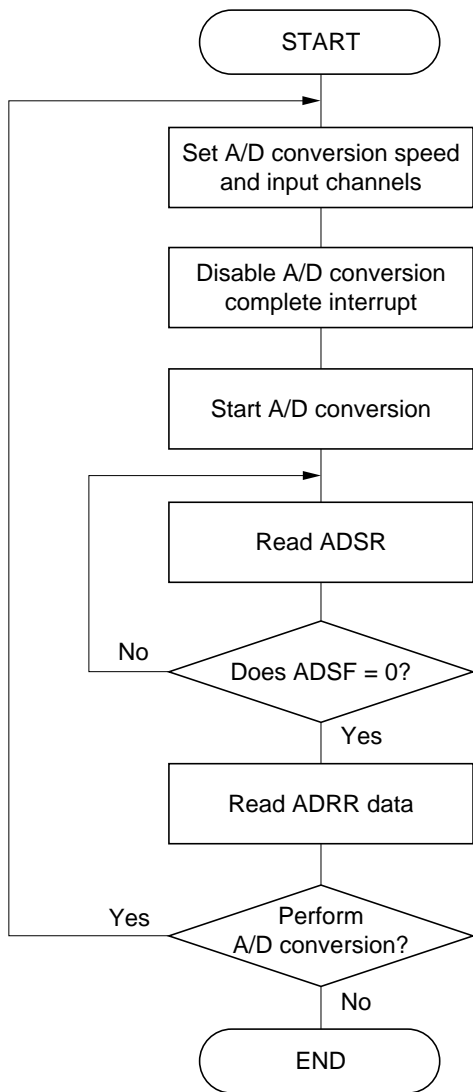 START
Set A/D conversion speed
and input channels
Disable A/D conversion
complete interrupt
Start A/D conversion
Read ADSR
No
Does ADSF = 0?
Yes
Read ADRR data
Yes
Perform
A/D conversion?
No
END